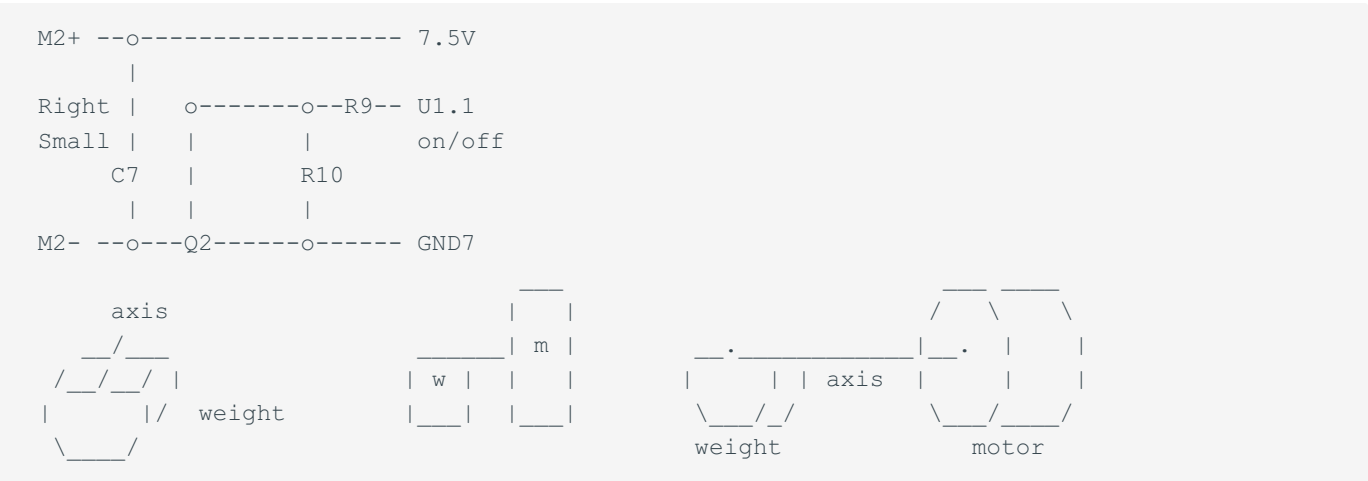 M2+ --o------------------ 7.5V
|
Right | o-------o--R9-- U1.1
Small | | | on/off
C7 | R10
| | |
M2- --o---Q2------o------ GND7
axis
m
w axis
weight
weight motor